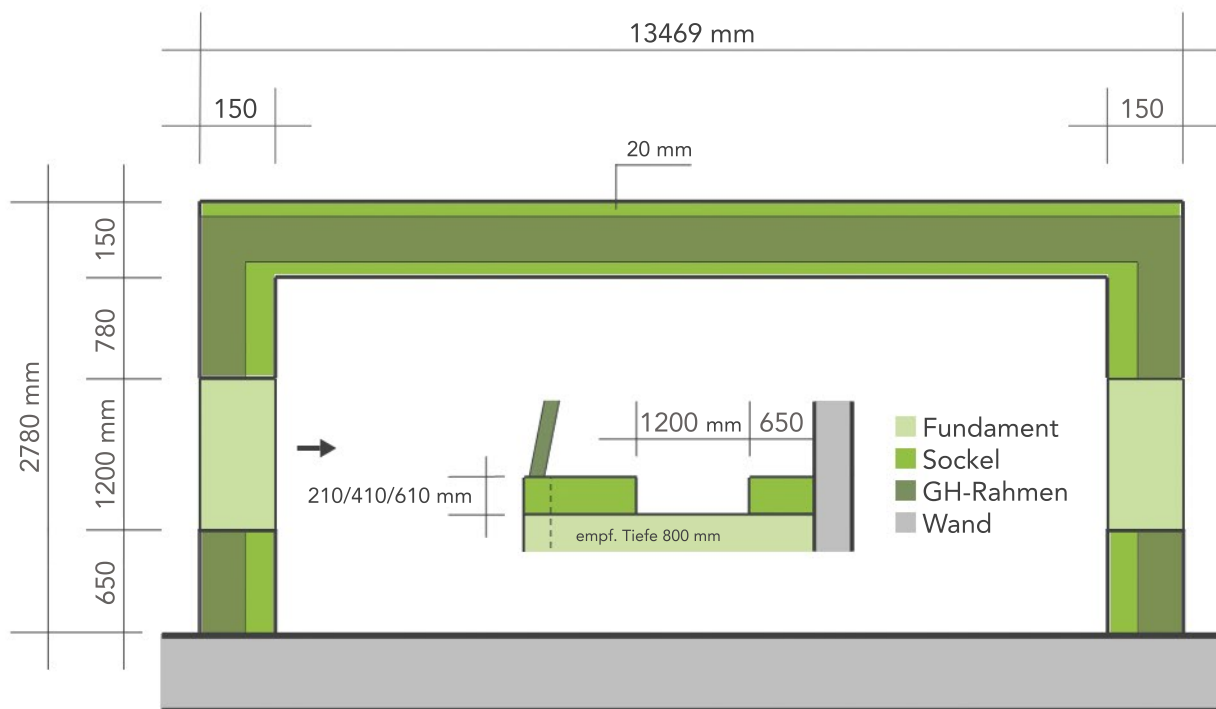 13469 mm
150
150
20 mm
150
780
2780 mm
1200 mm
650
1200 mm
650
210/410/610 mm
empf. Tiefe 800 mm
Fundament
Sockel
GH-Rahmen
Wand